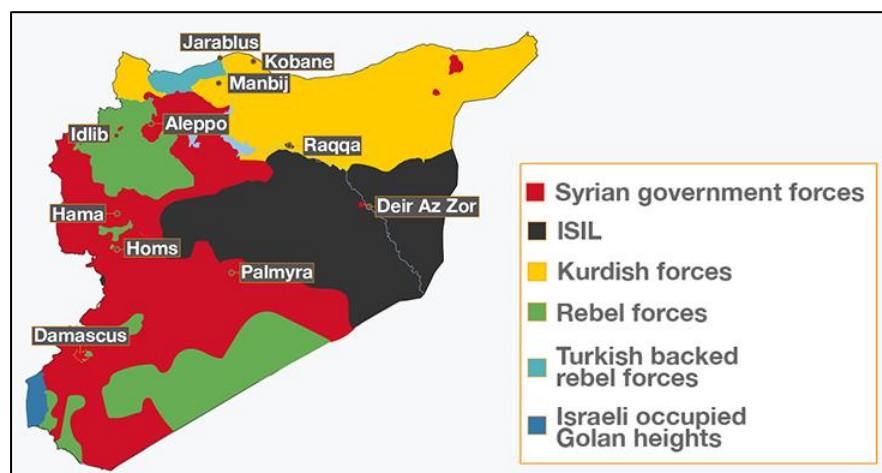 Jarablus
Kobane
Manbij
Aleppo
Idlib
Raqqa
Deir Az Zor
Hama
Homs
Palmyra
Damascus
Syrian government forces
ISIL
Kurdish forces
Rebel forces
Turkish backed
rebel forces
Israeli occupied
Golan heights